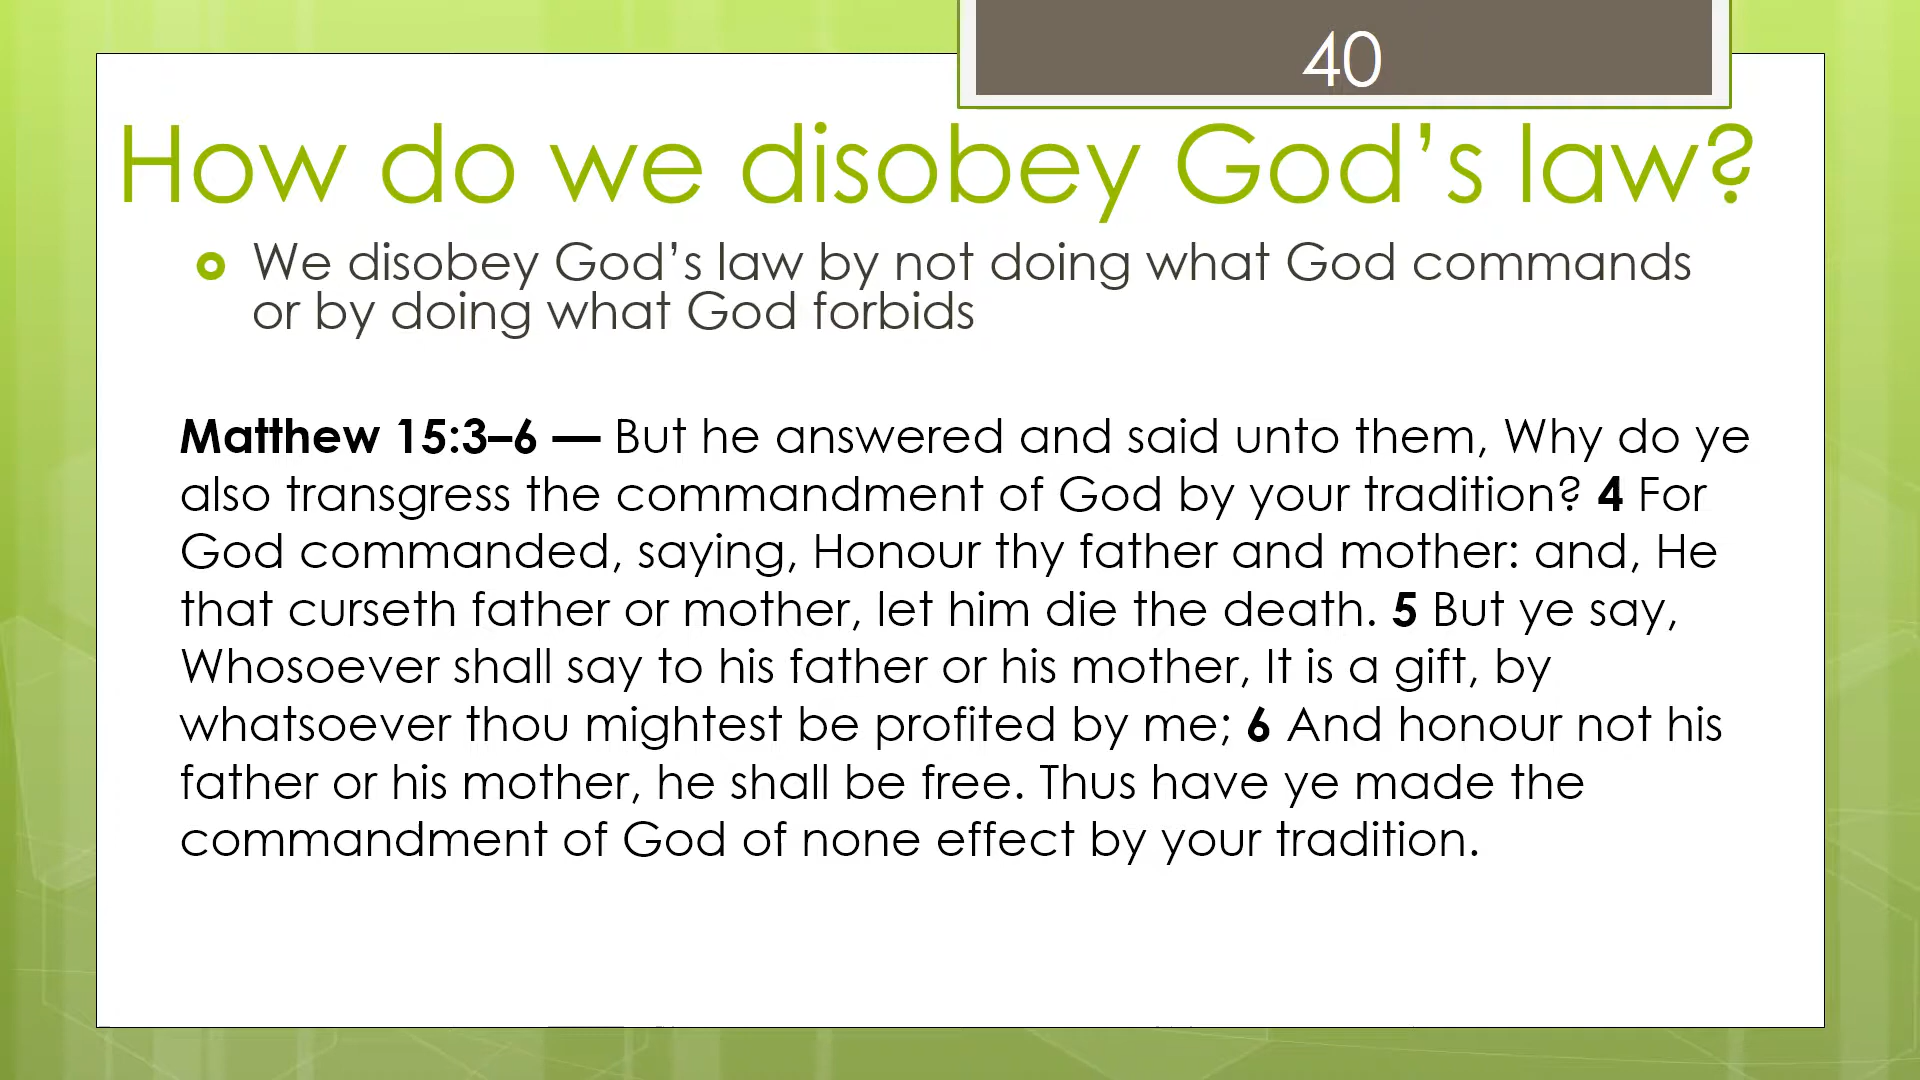 40
How do we disobey God’s law?
We disobey God’s law by not doing what God commands
or by doing what God forbids
Matthew 15:3–6 — But he answered and said unto them, Why do ye
also transgress the commandment of God by your tradition? 4 For
God commanded, saying, Honour thy father and mother: and, He
that curseth father or mother, let him die the death. 5 But ye say,
Whosoever shall say to his father or his mother, It is a gift, by
whatsoever thou mightest be profited by me; 6 And honour not his
father or his mother, he shall be free. Thus have ye made the
commandment of God of none effect by your tradition.